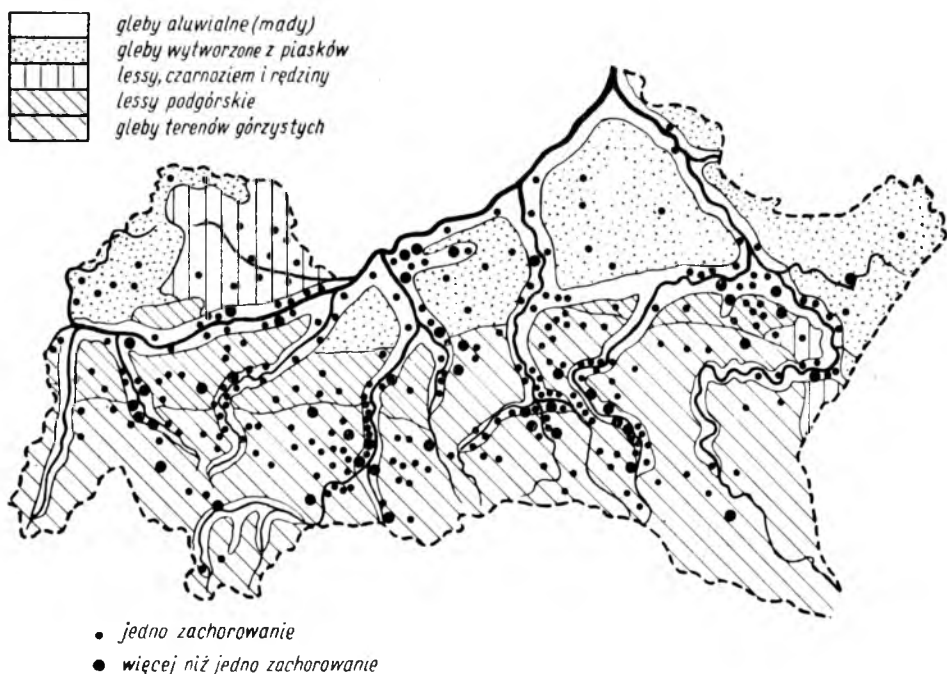 gleby aluwialne (mady)
gleby wytworzone z piasków
lessy, czarnoziem i rędziny
lessy podgórskie
gleby terenów górzystych
jedno zachorowanie
więcej niż jedno zachorowanie